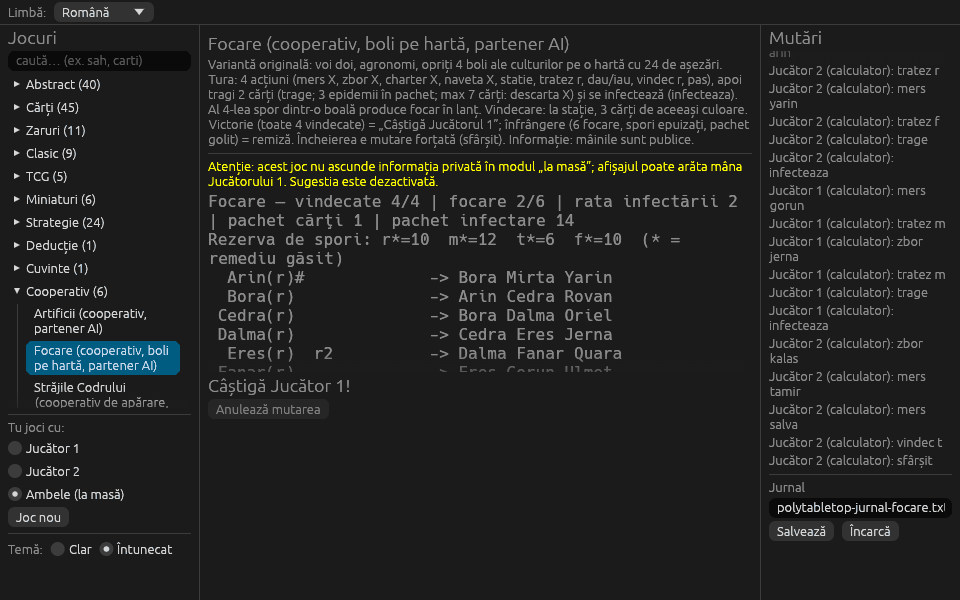 Limbă: Română
Jocuri
caută... (ex. sah, carti)
Abstract (40)
Cărți (45)
Zaruri (11)
Clasic (9)
TCG (5)
Miniaturi (6)
Strategie (24)
Deducție (1)
Cuvinte (1)
Cooperativ (6)
Artificii (cooperativ,
partener AI)
Focare (cooperativ, boli
pe hartă, partener AI)
Străjile Codrului
(cooperativ de apărare,
Tu joci cu:
Jucător 1
Jucător 2
Ambele (la masă)
Joc nou
Temă: Clar Întunecat
Focare (cooperativ, boli pe hartă, partener AI)
Variantă originală: voi doi, agronomi, opriți 4 boli ale culturilor pe o hartă cu 24 de așezări.
Tura: 4 acțiuni (mers X, zbor X, charter X, naveta X, statie, tratez r, dau/iau, vindec r, pas), apoi
tragi 2 cărți (trage; 3 epidemii în pachet; max 7 cărți: descarta X) și se infectează (infecteaza).
Al 4-lea spor dintr-o boală produce focar în lanț. Vindecare: la stație, 3 cărți de aceeași culoare.
Victorie (toate 4 vindecate) = „Câștigă Jucătorul 1”; înfrângere (6 focare, spori epuizați, pachet
golit) = remiză. Încheierea e mutare forțată (sfârșit). Informație: mâinile sunt publice.
Atenție: acest joc nu ascunde informația privată în modul „la masă”; afișajul poate arăta mâna
Jucătorului 1. Sugestia este dezactivată.
Focare — vindecate 4/4 | focare 2/6 | rata infectării 2
| pachet cărți 1 | pachet infectare 14
Rezerva de spori: r*=10 m*=12 t*=6 f*=10 (* =
remediu găsit)
Arin(r)# -> Bora Mirta Yarin
Bora(r) -> Arin Cedra Rovan
Cedra(r) -> Bora Dalma Oriel
Dalma(r) -> Cedra Eres Jerna
Eres(r) r2 -> Dalma Fanar Quara
Fanar(r) -> Eres Gorun Ulmet
Câștigă Jucător 1!
Anulează mutarea
Mutări
arin
Jucător 2 (calculator): tratez r
Jucător 2 (calculator): mers
yarin
Jucător 2 (calculator): tratez f
Jucător 2 (calculator): trage
Jucător 2 (calculator):
infecteaza
Jucător 1 (calculator): mers
gorun
Jucător 1 (calculator): tratez m
Jucător 1 (calculator): zbor
jerna
Jucător 1 (calculator): tratez m
Jucător 1 (calculator): trage
Jucător 1 (calculator):
infecteaza
Jucător 2 (calculator): zbor
kalas
Jucător 2 (calculator): mers
tamir
Jucător 2 (calculator): mers
salva
Jucător 2 (calculator): vindec t
Jucător 2 (calculator): sfârșit
Jurnal
polytabletop-jurnal-focare.txt
Salvează Încarcă